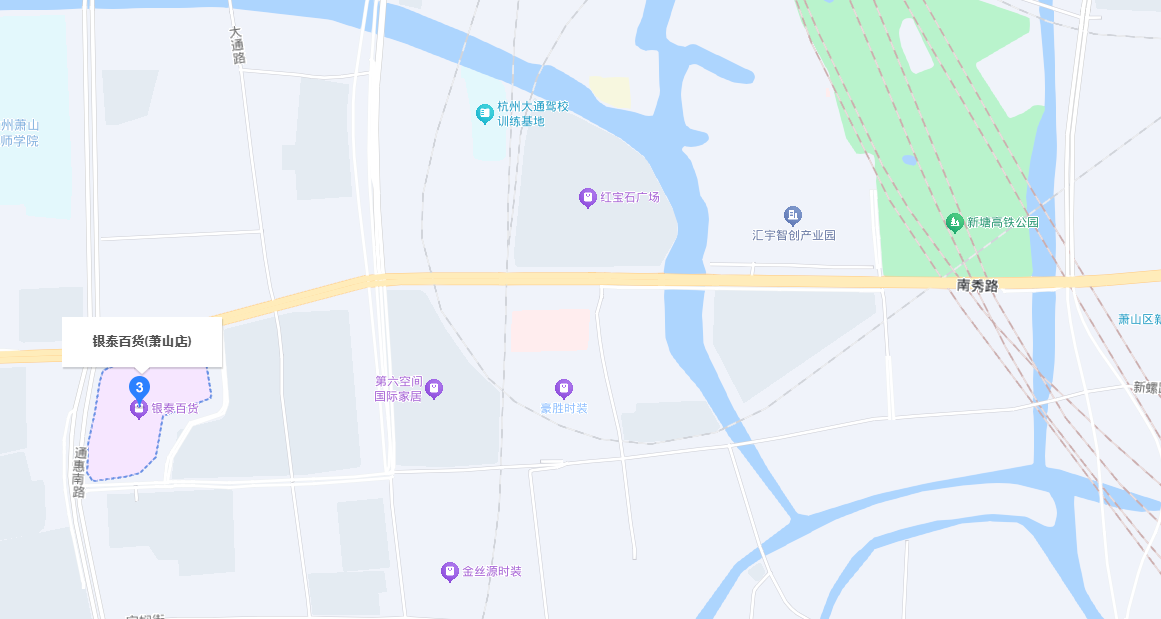 大通路
杭州大通驾校
训练基地
州萧山
师学院
红宝石广场
汇宇智创产业园
新塘高铁公园
南秀路
萧山区新
银泰百货(萧山店)
3
银泰百货
第六空间
国际家居
豪胜时装
新螺
通惠南路
金丝源时装